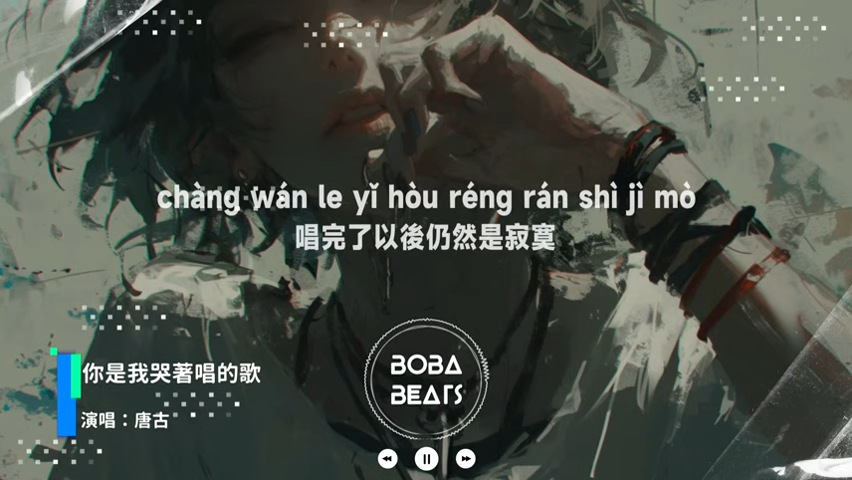 chàng wán le yǐ hòu réng rán shì jì mò
唱完了以後仍然是寂寞
你是我哭著唱的歌
演唱：唐古
BOBA
BEATS